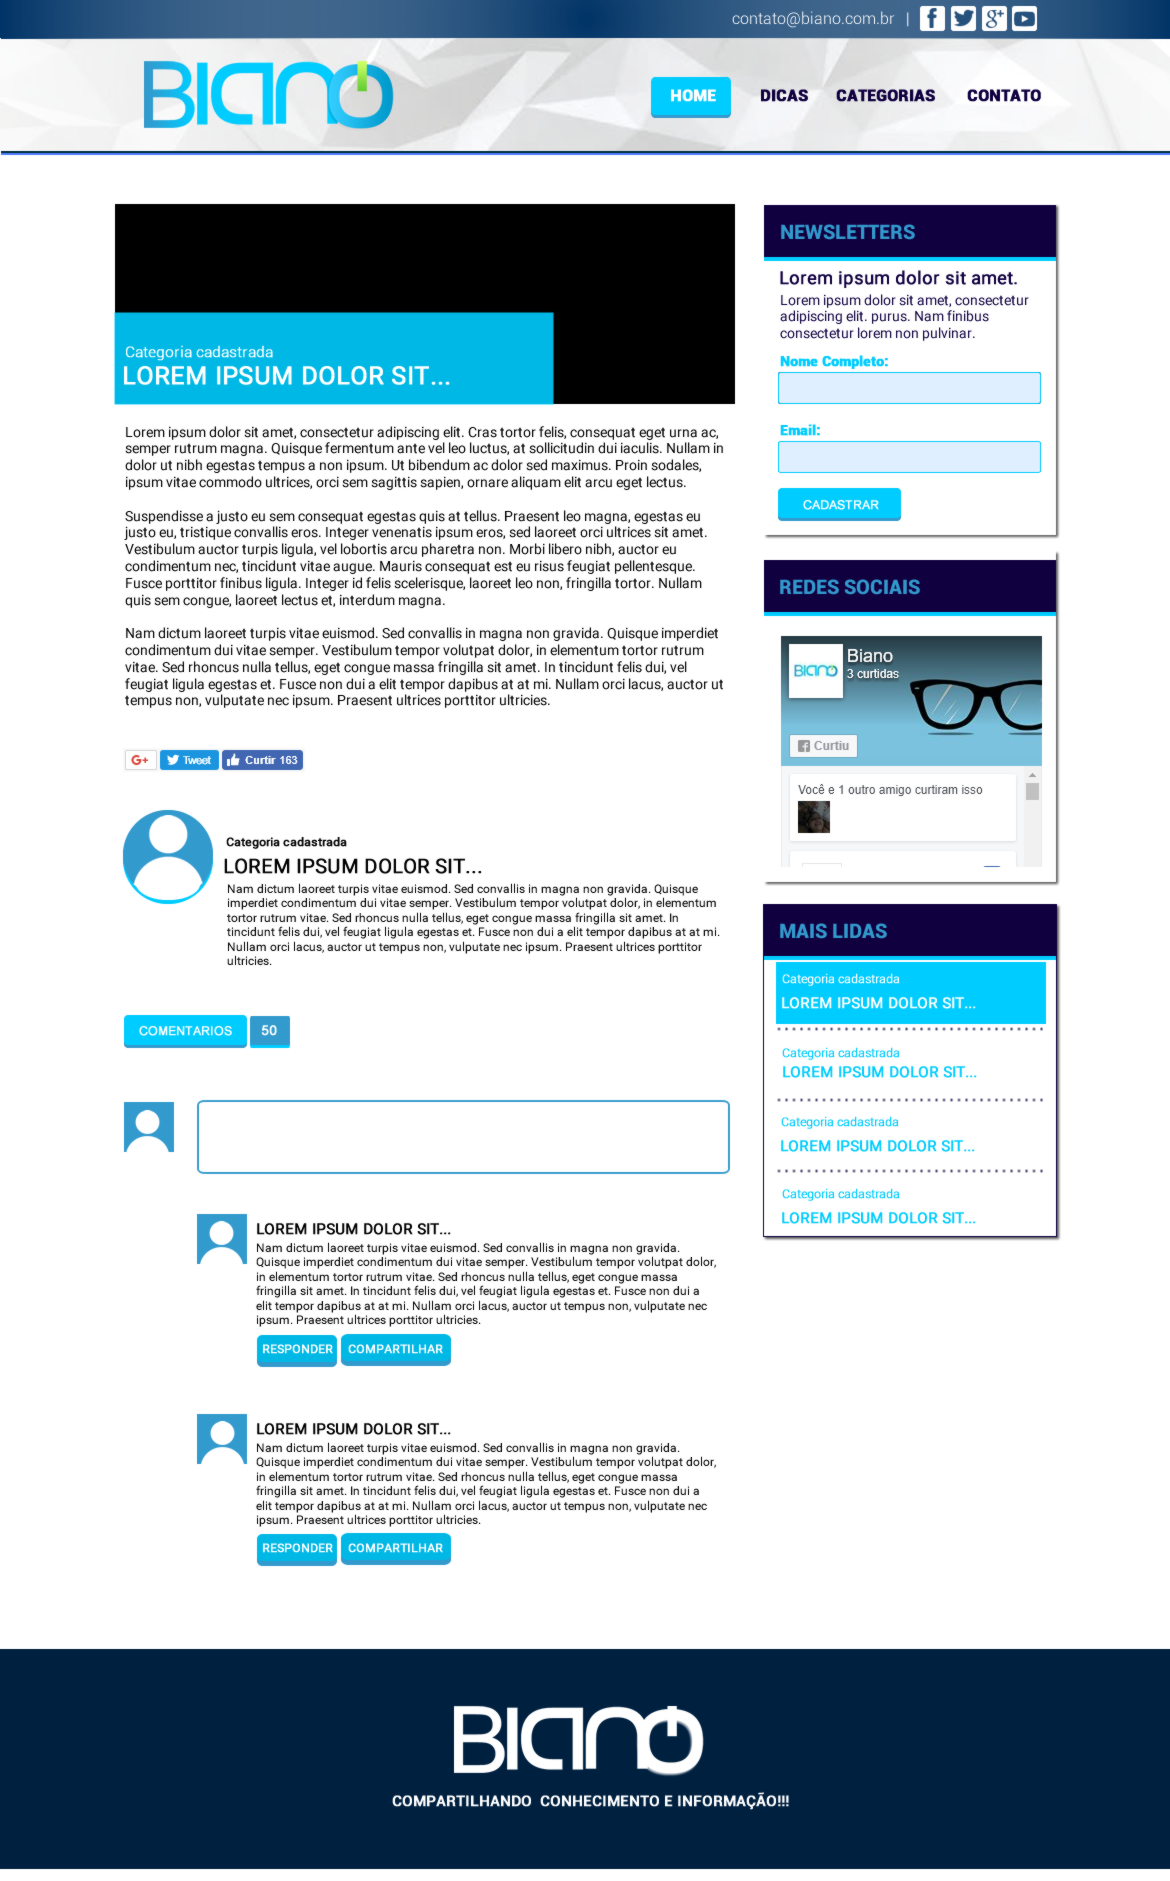 contato@biano.com.br |
BIANO
HOME DICAS CATEGORIAS CONTATO
Categoria cadastrada
LOREM IPSUM DOLOR SIT...
Lorem ipsum dolor sit amet, consectetur adipiscing elit. Cras tortor felis, consequat eget urna ac,
semper rutrum magna. Quisque fermentum ante vel leo luctus, at sollicitudin dui iaculis. Nullam in
dolor ut nibh egestas tempus a non ipsum. Ut bibendum ac dolor sed maximus. Proin sodales,
ipsum vitae commodo ultrices, orci sem sagittis sapien, ornare aliquam elit arcu eget lectus.
Suspendisse a justo eu sem consequat egestas quis at tellus. Praesent leo magna, egestas eu
justo eu, tristique convallis eros. Integer venenatis ipsum eros, sed laoreet orci ultrices sit amet.
Vestibulum auctor turpis ligula, vel lobortis arcu pharetra non. Morbi libero nibh, auctor eu
condimentum nec, tincidunt vitae augue. Mauris consequat est eu risus feugiat pellentesque.
Fusce porttitor finibus ligula. Integer id felis scelerisque, laoreet leo non, fringilla tortor. Nullam
quis sem congue, laoreet lectus et, interdum magna.
Nam dictum laoreet turpis vitae euismod. Sed convallis in magna non gravida. Quisque imperdiet
condimentum dui vitae semper. Vestibulum tempor volutpat dolor, in elementum tortor rutrum
vitae. Sed rhoncus nulla tellus, eget congue massa fringilla sit amet. In tincidunt felis dui, vel
feugiat ligula egestas et. Fusce non dui a elit tempor dapibus at at mi. Nullam orci lacus, auctor ut
tempus non, vulputate nec ipsum. Praesent ultrices porttitor ultricies.
G+ Tweet Curtir 163
Categoria cadastrada
LOREM IPSUM DOLOR SIT...
Nam dictum laoreet turpis vitae euismod. Sed convallis in magna non gravida. Quisque
imperdiet condimentum dui vitae semper. Vestibulum tempor volutpat dolor, in elementum
tortor rutrum vitae. Sed rhoncus nulla tellus, eget congue massa fringilla sit amet. In
tincidunt felis dui, vel feugiat ligula egestas et. Fusce non dui a elit tempor dapibus at at mi.
Nullam orci lacus, auctor ut tempus non, vulputate nec ipsum. Praesent ultrices porttitor
ultricies.
COMENTARIOS 50
LOREM IPSUM DOLOR SIT...
Nam dictum laoreet turpis vitae euismod. Sed convallis in magna non gravida.
Quisque imperdiet condimentum dui vitae semper. Vestibulum tempor volutpat dolor,
in elementum tortor rutrum vitae. Sed rhoncus nulla tellus, eget congue massa
fringilla sit amet. In tincidunt felis dui, vel feugiat ligula egestas et. Fusce non dui a
elit tempor dapibus at at mi. Nullam orci lacus, auctor ut tempus non, vulputate nec
ipsum. Praesent ultrices porttitor ultricies.
RESPONDER COMPARTILHAR
LOREM IPSUM DOLOR SIT...
Nam dictum laoreet turpis vitae euismod. Sed convallis in magna non gravida.
Quisque imperdiet condimentum dui vitae semper. Vestibulum tempor volutpat dolor,
in elementum tortor rutrum vitae. Sed rhoncus nulla tellus, eget congue massa
fringilla sit amet. In tincidunt felis dui, vel feugiat ligula egestas et. Fusce non dui a
elit tempor dapibus at at mi. Nullam orci lacus, auctor ut tempus non, vulputate nec
ipsum. Praesent ultrices porttitor ultricies.
RESPONDER COMPARTILHAR
NEWSLETTERS
Lorem ipsum dolor sit amet.
Lorem ipsum dolor sit amet, consectetur
adipiscing elit. purus. Nam finibus
consectetur lorem non pulvinar.
Nome Completo:
Email:
CADASTRAR
REDES SOCIAIS
BIANO
Biano
3 curtidas
Curtiu
Você e 1 outro amigo curtiram isso
MAIS LIDAS
Categoria cadastrada
LOREM IPSUM DOLOR SIT...
Categoria cadastrada
LOREM IPSUM DOLOR SIT...
Categoria cadastrada
LOREM IPSUM DOLOR SIT...
Categoria cadastrada
LOREM IPSUM DOLOR SIT...
BIANO
COMPARTILHANDO CONHECIMENTO E INFORMAÇÃO!!!